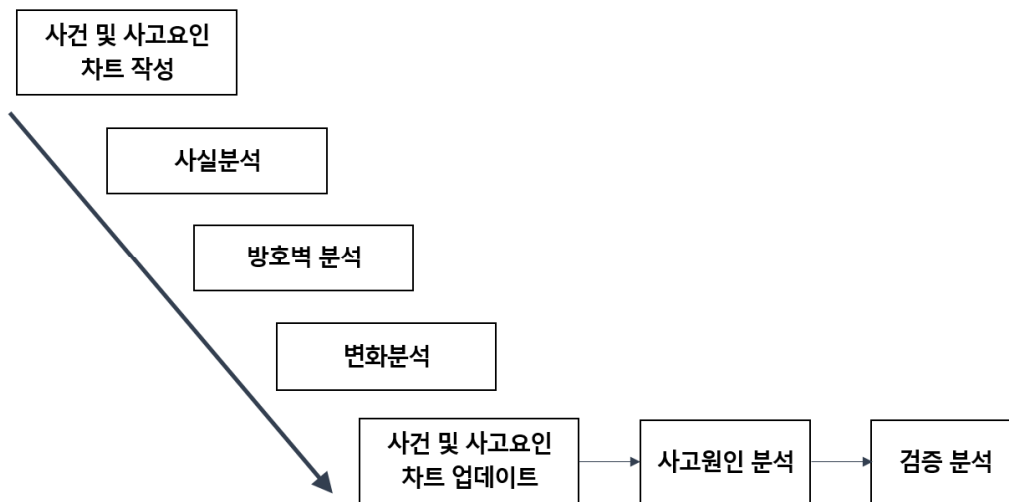 사건 및 사고요인
차트 작성
사실분석
방호벽 분석
변화분석
사건 및 사고요인
차트 업데이트
사고원인 분석
검증 분석